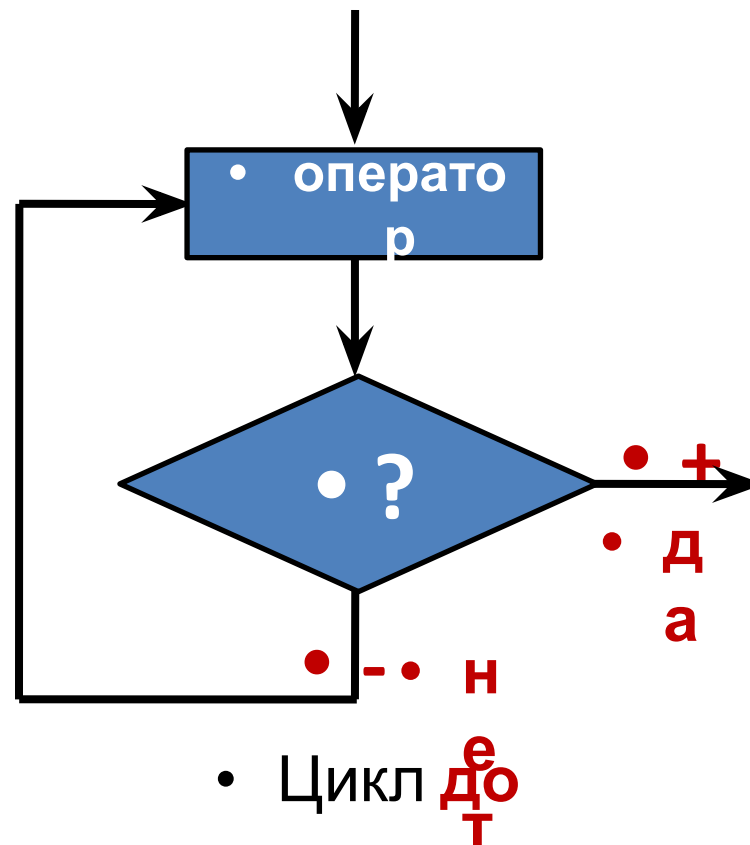 • операто
р
• ?
• +
• д
а
• -
• н
е
т
• Цикл до